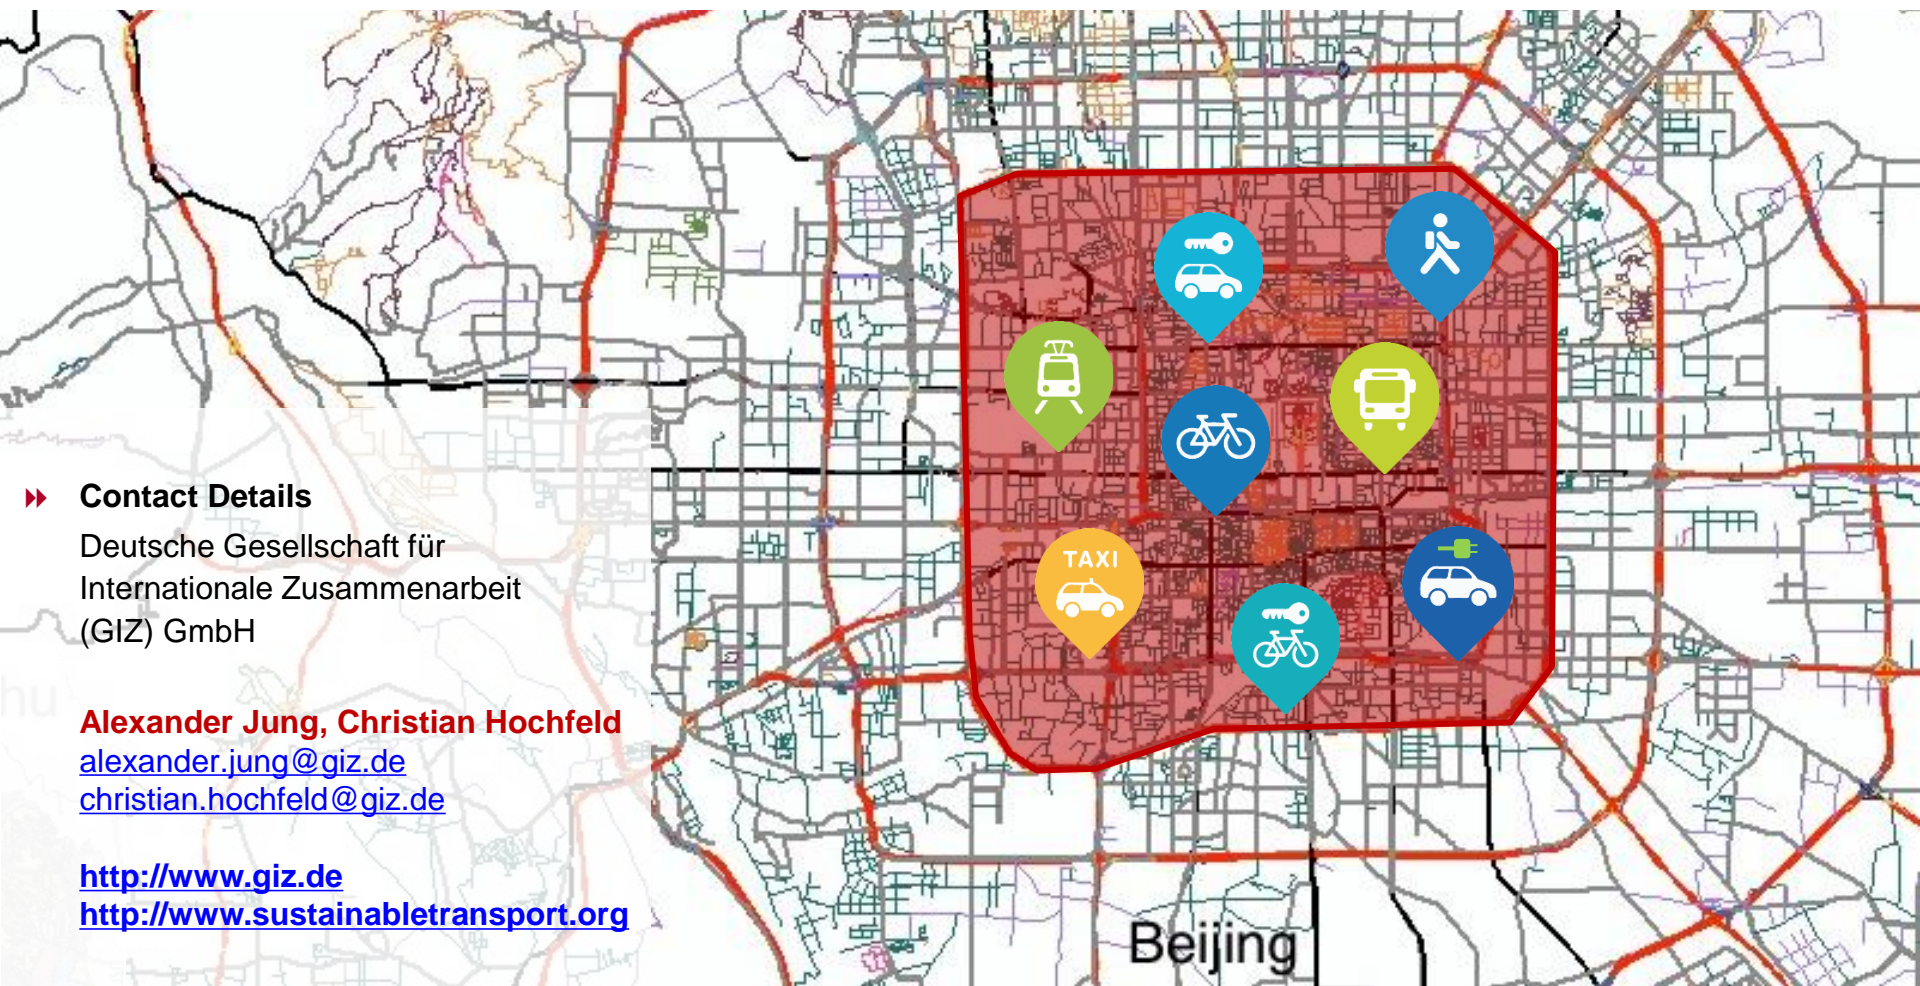 Contact Details
Deutsche Gesellschaft für
Internationale Zusammenarbeit
(GIZ) GmbH
Alexander Jung, Christian Hochfeld
alexander.jung@giz.de
christian.hochfeld@giz.de
http://www.giz.de
http://www.sustainabletransport.org
TAXI
Beijing
hu